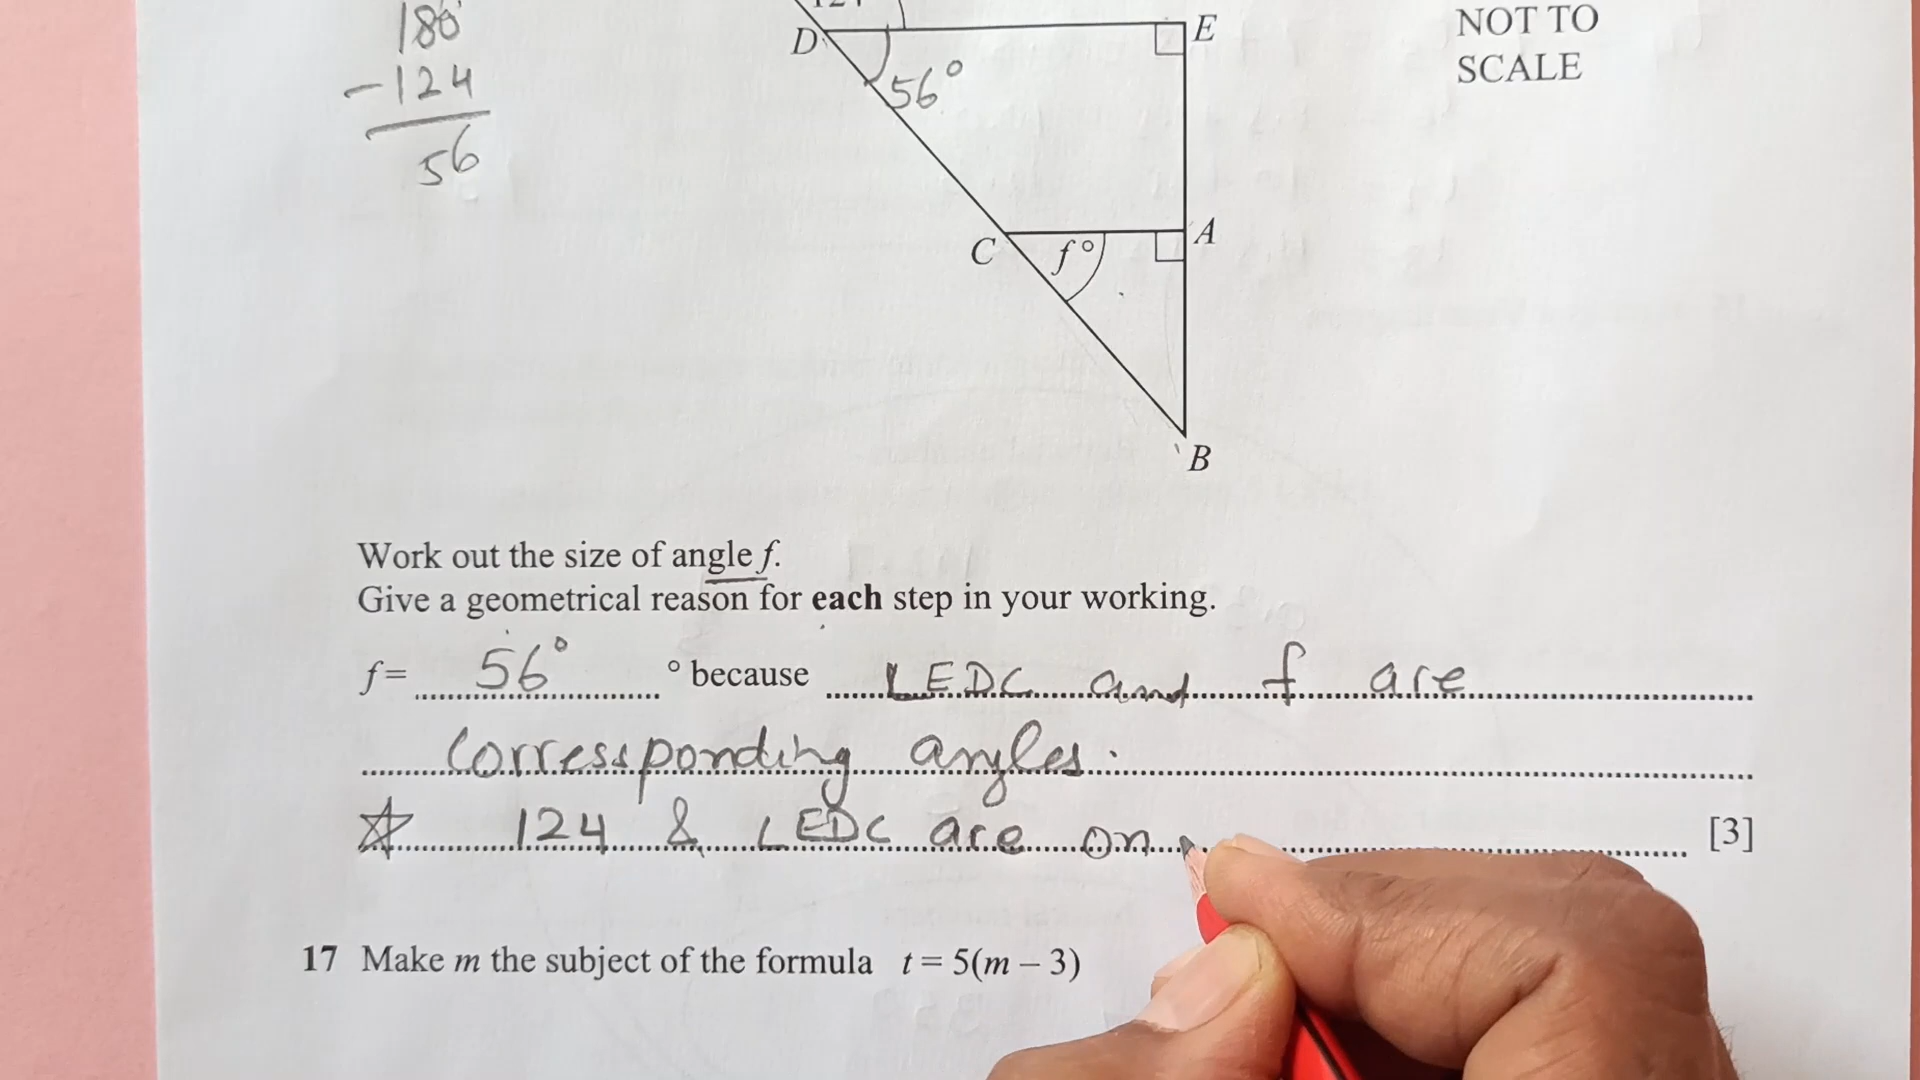 180
NOT TO
SCALE
D
E
- 124
56°
56
A
C
f°
B
Work out the size of angle f.
Give a geometrical reason for each step in your working.
f= 56° ° because ∠EDC and f are
Corressponding angles.
☆ 124 & ∠EDC are on [3]
17 Make m the subject of the formula t = 5(m – 3)